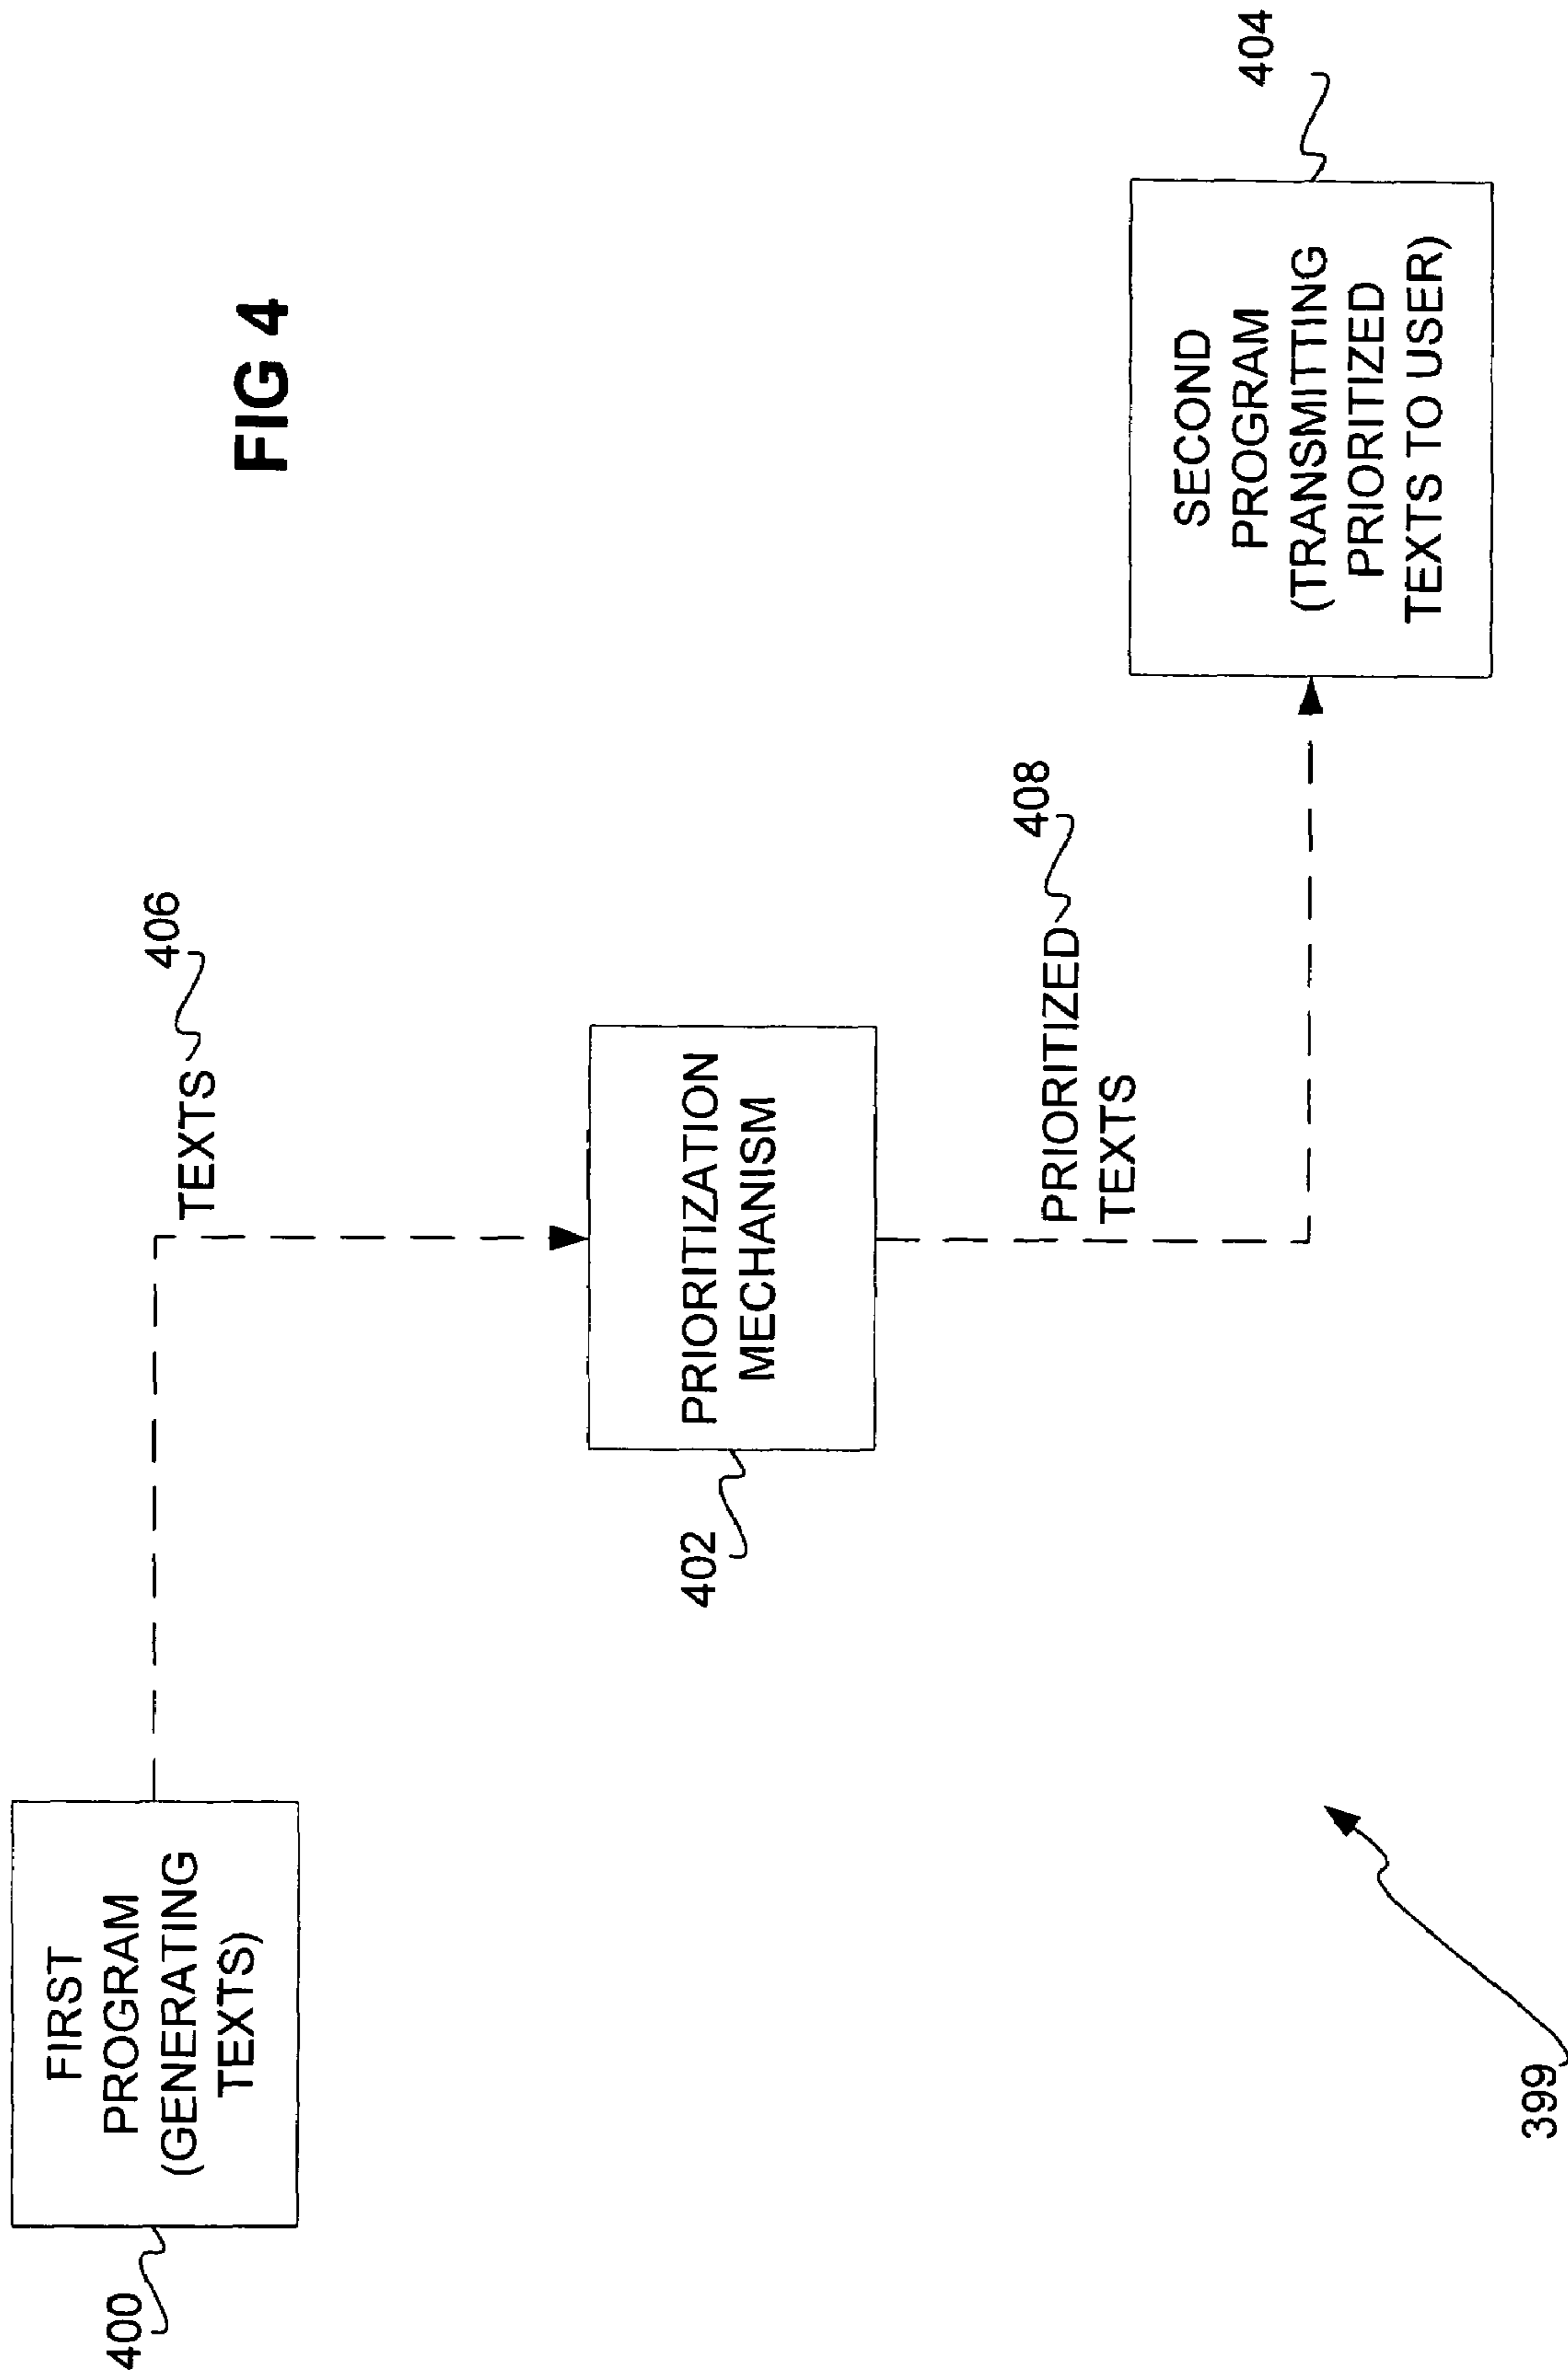 FIG 4
400
FIRST
PROGRAM
(GENERATING
TEXTS)
TEXTS
406
402
PRIORITIZATION
MECHANISM
PRIORITIZED
TEXTS
408
SECOND
PROGRAM
(TRANSMITTING
PRIORITIZED
TEXTS TO USER)
404
399